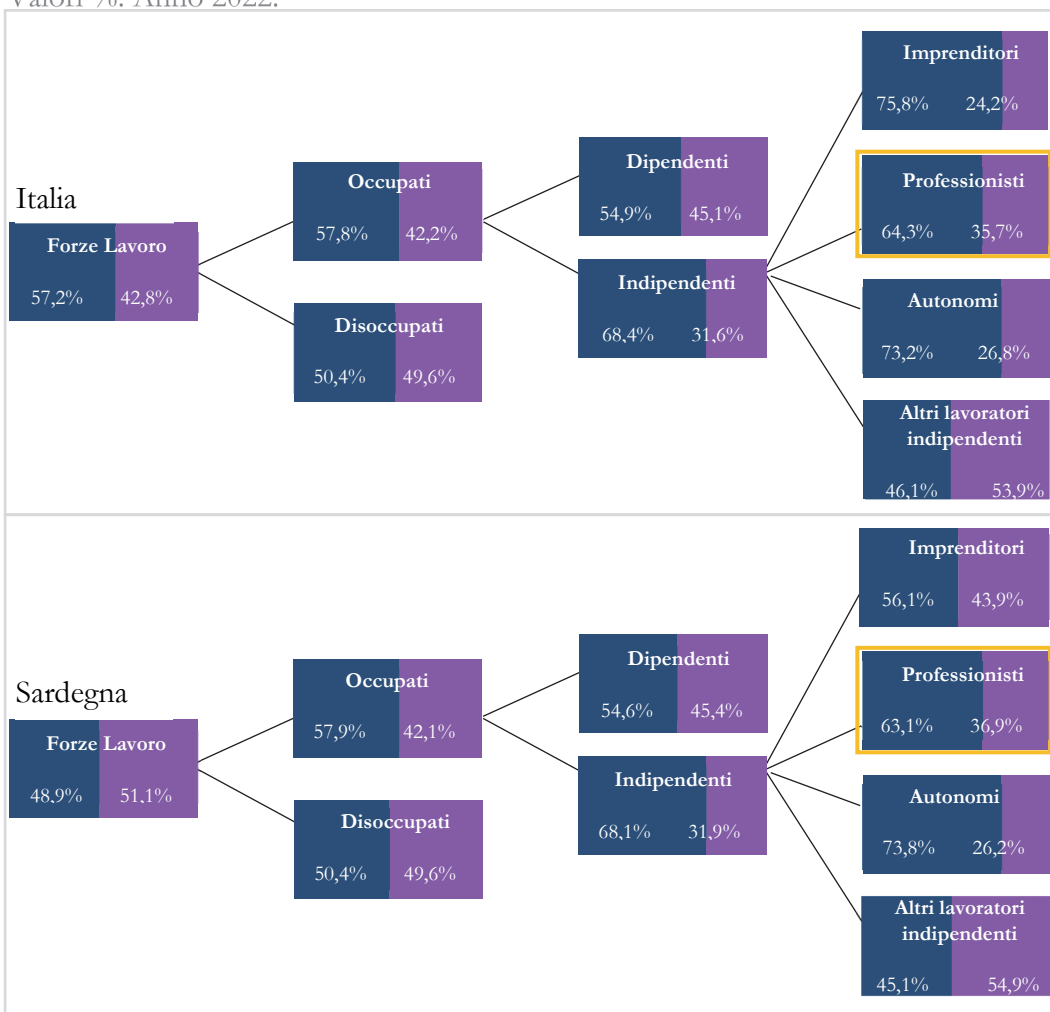 Valori %. Anno 2022.
Italia
Forze Lavoro
57,2% 42,8%
Occupati
57,8% 42,2%
Disoccupati
50,4% 49,6%
Dipendenti
54,9% 45,1%
Indipendenti
68,4% 31,6%
Imprenditori
75,8% 24,2%
Professionisti
64,3% 35,7%
Autonomi
73,2% 26,8%
Altri lavoratori
indipendenti
46,1% 53,9%
Sardegna
Forze Lavoro
48,9% 51,1%
Occupati
57,9% 42,1%
Disoccupati
50,4% 49,6%
Dipendenti
54,6% 45,4%
Indipendenti
68,1% 31,9%
Imprenditori
56,1% 43,9%
Professionisti
63,1% 36,9%
Autonomi
73,8% 26,2%
Altri lavoratori
indipendenti
45,1% 54,9%